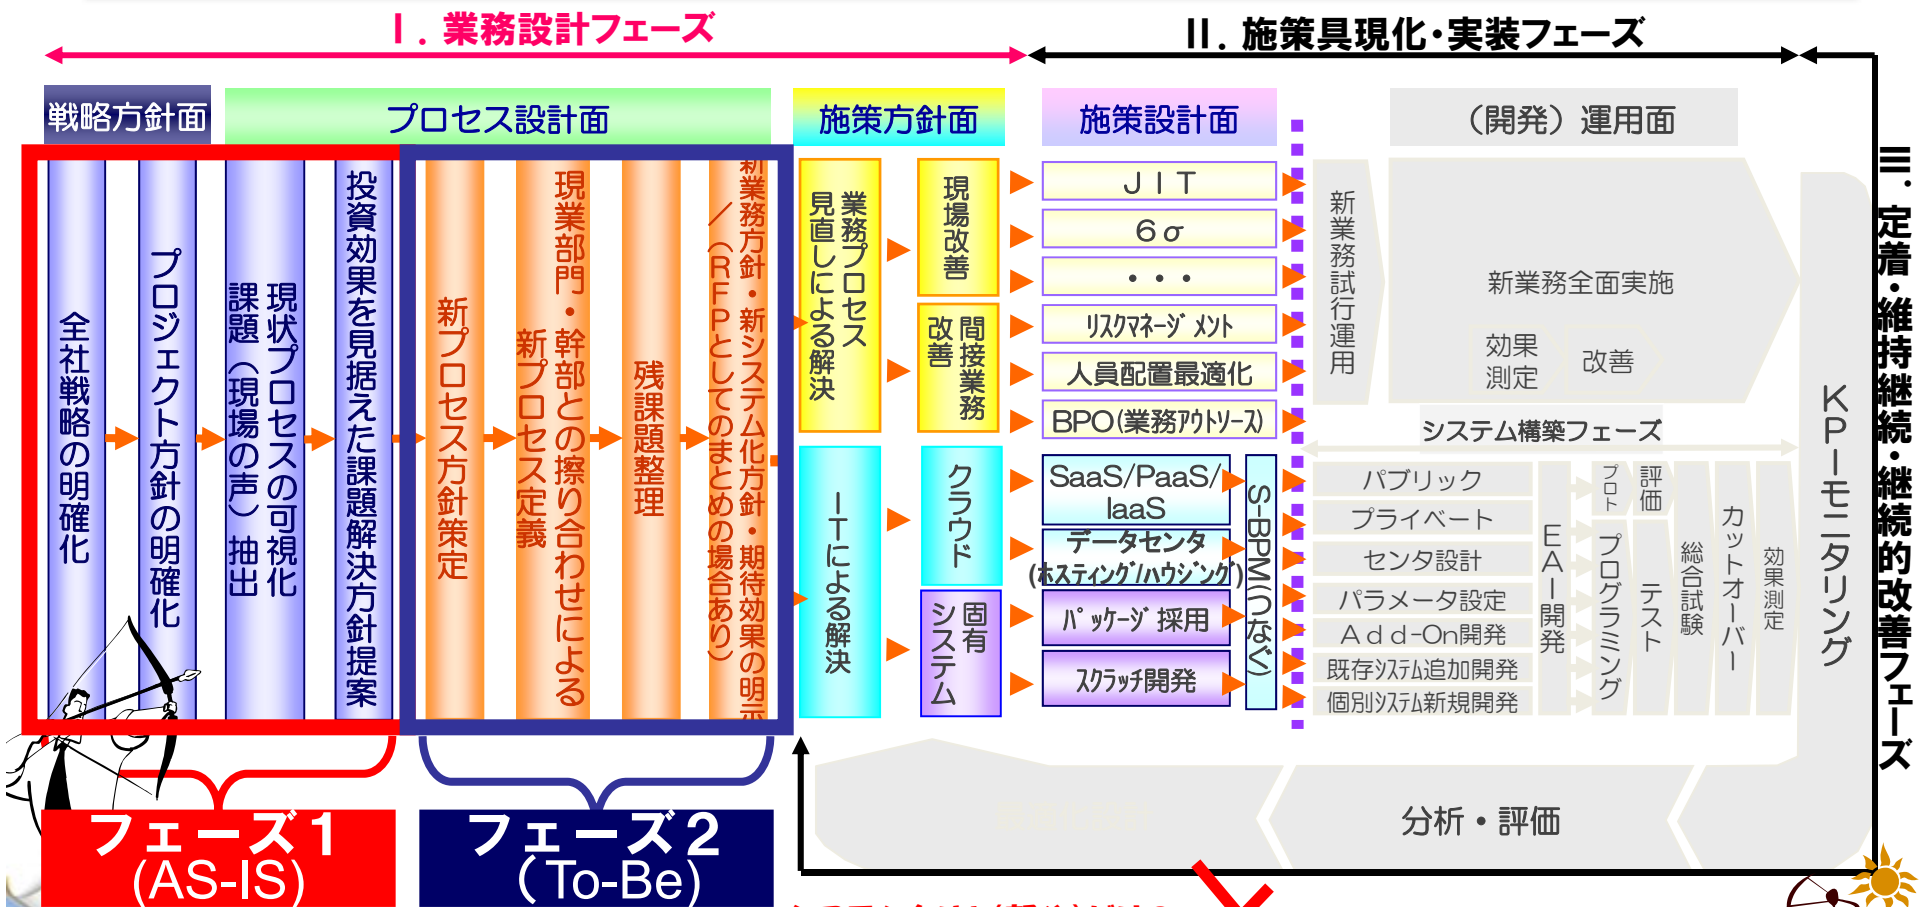 Ⅰ. 業務設計フェーズ
Ⅱ. 施策具現化・実装フェーズ
戦略方針面
プロセス設計面
施策方針面
施策設計面
（開発）運用面
全社戦略の明確化
プロジェクト方針の明確化
現状プロセスの可視化
課題（現場の声）抽出
投資効果を見据えた課題解決方針提案
新プロセス方針策定
現業部門・幹部との擦り合わせによる
新プロセス定義
残課題整理
新業務方針・新システム化方針・期待効果の明示
／（RFPとしてのまとめの場合あり）
業務プロセス
見直しによる解決
ITによる解決
現場改善
間接業務
改善
クラウド
固有
システム
JIT
6σ
・・・
リスクマネージメント
人員配置最適化
BPO(業務アウトソース)
SaaS/PaaS/
IaaS
データセンタ
(ホスティング/ハウジング)
パッケージ採用
スクラッチ開発
S-BPM(つなぐ)
新業務試行運用
新業務全面実施
効果
測定
改善
システム構築フェーズ
パブリック
プライベート
センタ設計
パラメータ設定
Add-On開発
既存システム追加開発
個別システム新規開発
EAI開発
プロト
評価
プログラミング
テスト
総合試験
カットオーバー
効果測定
KPIモニタリング
Ⅲ. 定着・維持継続・継続的改善フェーズ
分析・評価
フェーズ1
(AS-IS)
フェーズ2
(To-Be)